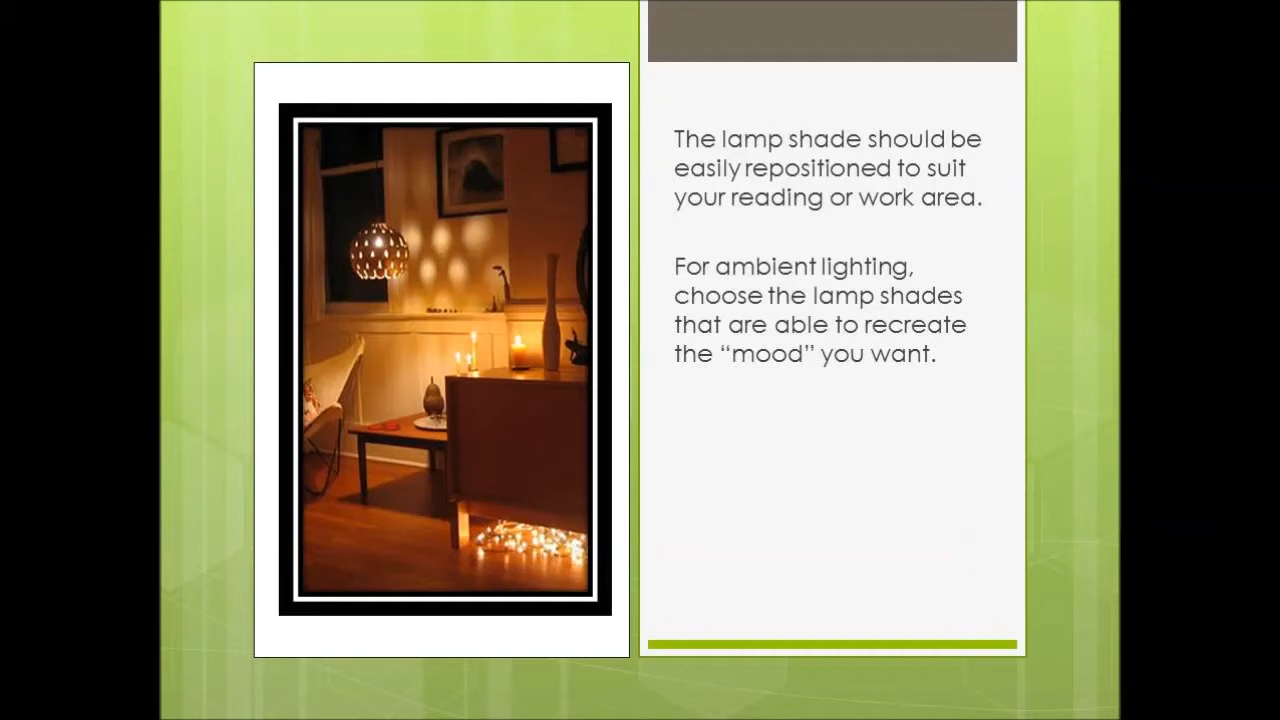 The lamp shade should be
easily repositioned to suit
your reading or work area.
For ambient lighting,
choose the lamp shades
that are able to recreate
the “mood” you want.